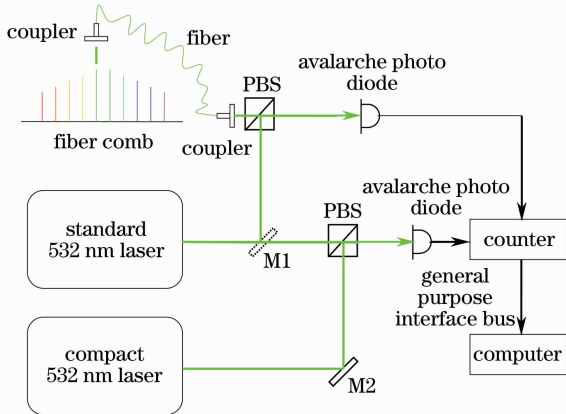 coupler
fiber
PBS
avalarche photo
diode
fiber comb
coupler
standard
532 nm laser
M1
PBS
avalarche photo
diode
counter
general
purpose
interface bus
computer
compact
532 nm laser
M2